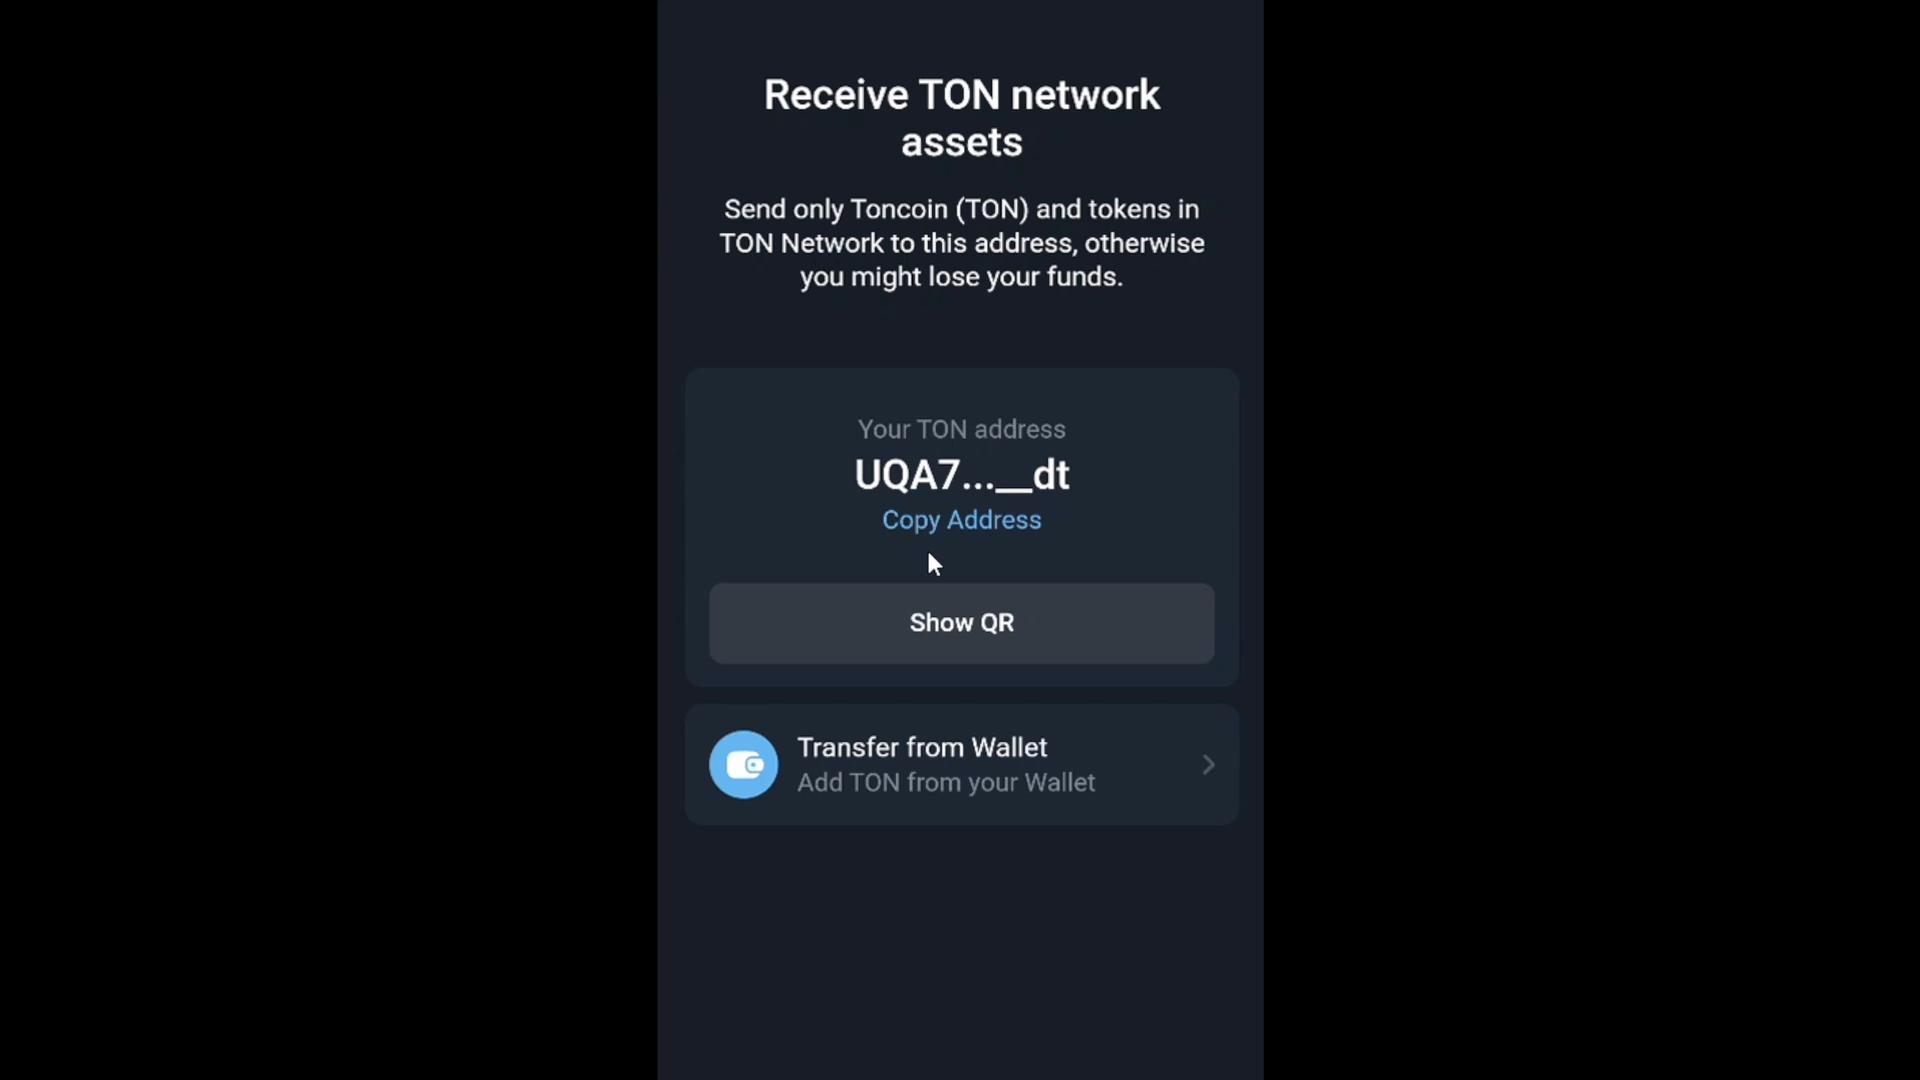 Receive TON network
assets
Send only Toncoin (TON) and tokens in
TON Network to this address, otherwise
you might lose your funds.
Your TON address
UQA7...__dt
Copy Address
Show QR
Transfer from Wallet
Add TON from your Wallet